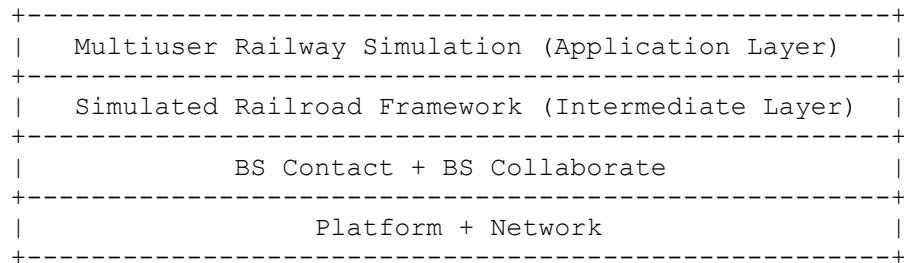 +------------------------------------------------------+
|   Multiuser Railway Simulation (Application Layer)   |
+------------------------------------------------------+
|   Simulated Railroad Framework (Intermediate Layer)  |
+------------------------------------------------------+
|             BS Contact + BS Collaborate              |
+------------------------------------------------------+
|                  Platform + Network                  |
+------------------------------------------------------+